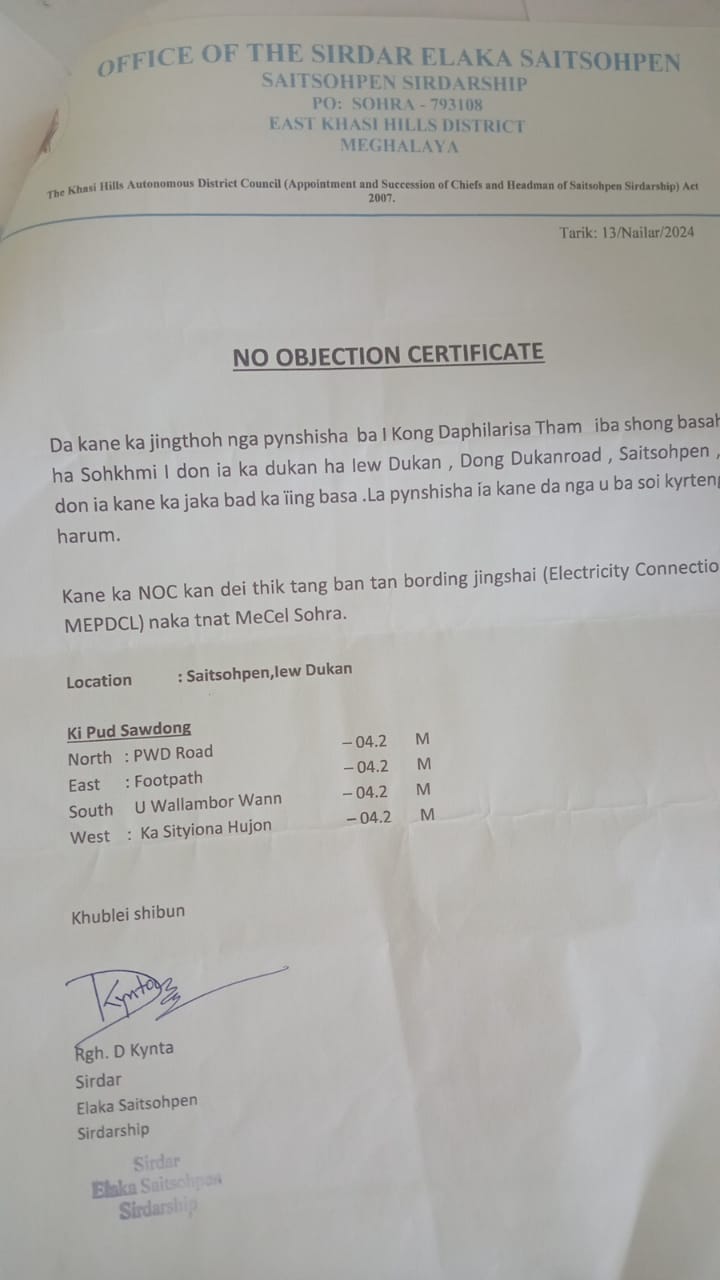 OFFICE OF THE SIRDAR ELAKA SAITSOHPEN
SAITSOHPEN SIRDARSHIP
PO: SOHRA - 793108
EAST KHASI HILLS DISTRICT
MEGHALAYA
The Khasi Hills Autonomous District Council (Appointment and Succession of Chiefs and Headman of Saitsohpen Sirdarship) Act
2007.
Tarik: 13/Nailar/2024
NO OBJECTION CERTIFICATE
Da kane ka jingthoh nga pynshisha ba I Kong Daphilarisa Tham iba shong basah
ha Sohkhmi I don ia ka dukan ha Iew Dukan , Dong Dukanroad , Saitsohpen ,
don ia kane ka jaka bad ka ïing basa .La pynshisha ia kane da nga u ba soi kyrteng
harum.
Kane ka NOC kan dei thik tang ban tan bording jingshai (Electricity Connectio
MEPDCL) naka tnat MeCel Sohra.
Location : Saitsohpen,Iew Dukan
Ki Pud Sawdong
North : PWD Road – 04.2 M
East : Footpath – 04.2 M
South U Wallambor Wann – 04.2 M
West : Ka Sityiona Hujon – 04.2 M
Khublei shibun
Kynta
Rgh. D Kynta
Sirdar
Elaka Saitsohpen
Sirdarship
Sirdar
Elaka Saitsohpen
Sirdarship